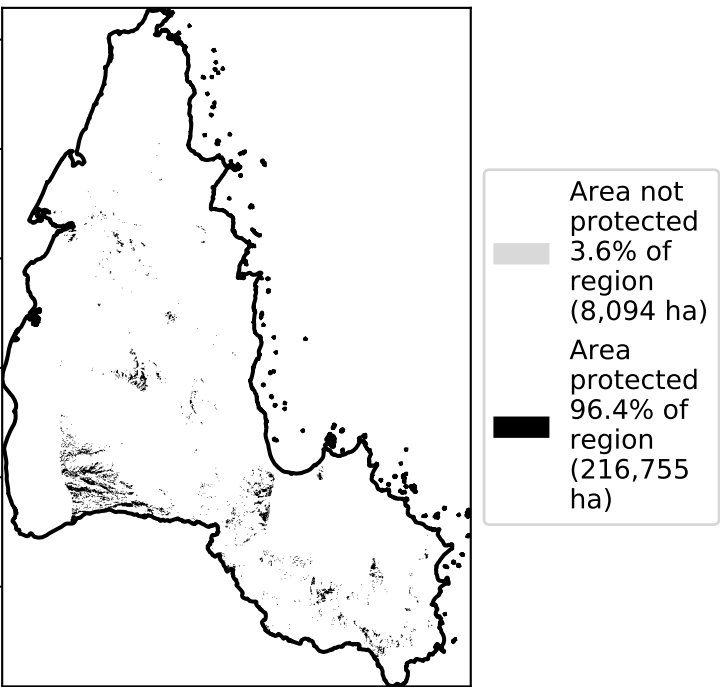 Area not
protected
3.6% of
region
(8,094 ha)
Area
protected
96.4% of
region
(216,755
ha)